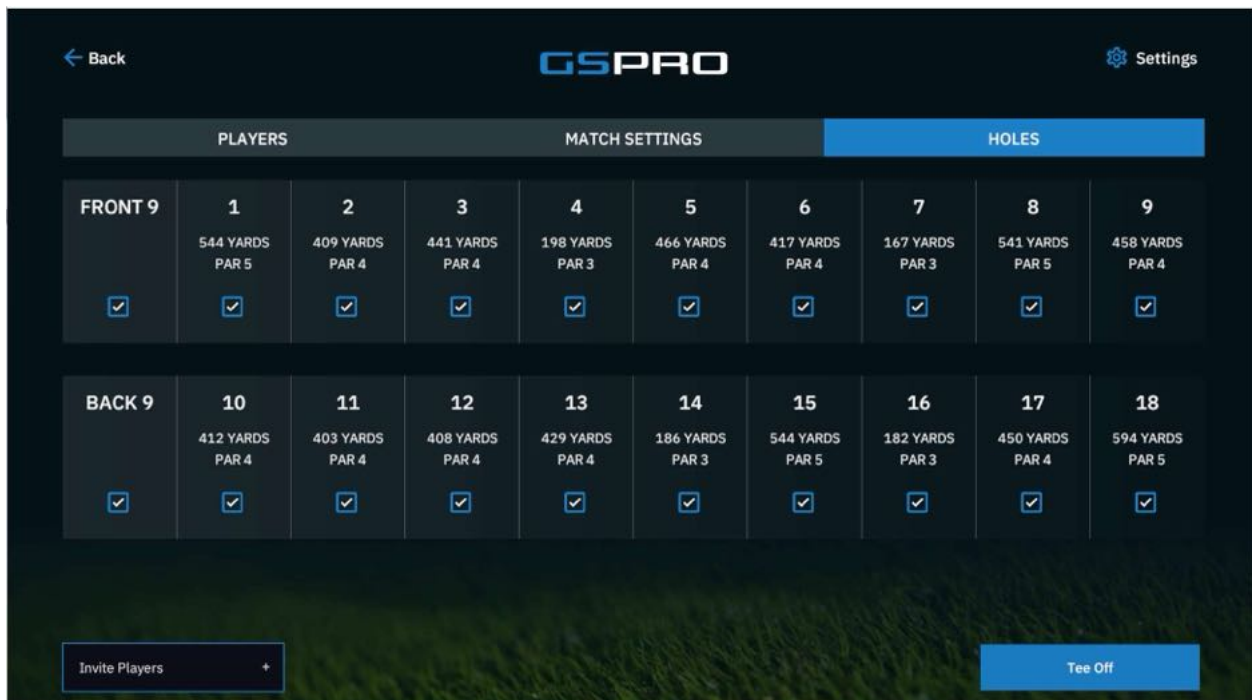 Back
GSPRO
Settings
PLAYERS MATCH SETTINGS HOLES
FRONT 9 1 2 3 4 5 6 7 8 9
544 YARDS 409 YARDS 441 YARDS 198 YARDS 466 YARDS 417 YARDS 167 YARDS 541 YARDS 458 YARDS
PAR 5 PAR 4 PAR 4 PAR 3 PAR 4 PAR 4 PAR 3 PAR 5 PAR 4
BACK 9 10 11 12 13 14 15 16 17 18
412 YARDS 403 YARDS 408 YARDS 429 YARDS 186 YARDS 544 YARDS 182 YARDS 450 YARDS 594 YARDS
PAR 4 PAR 4 PAR 4 PAR 4 PAR 3 PAR 5 PAR 3 PAR 4 PAR 5
Invite Players +
Tee Off